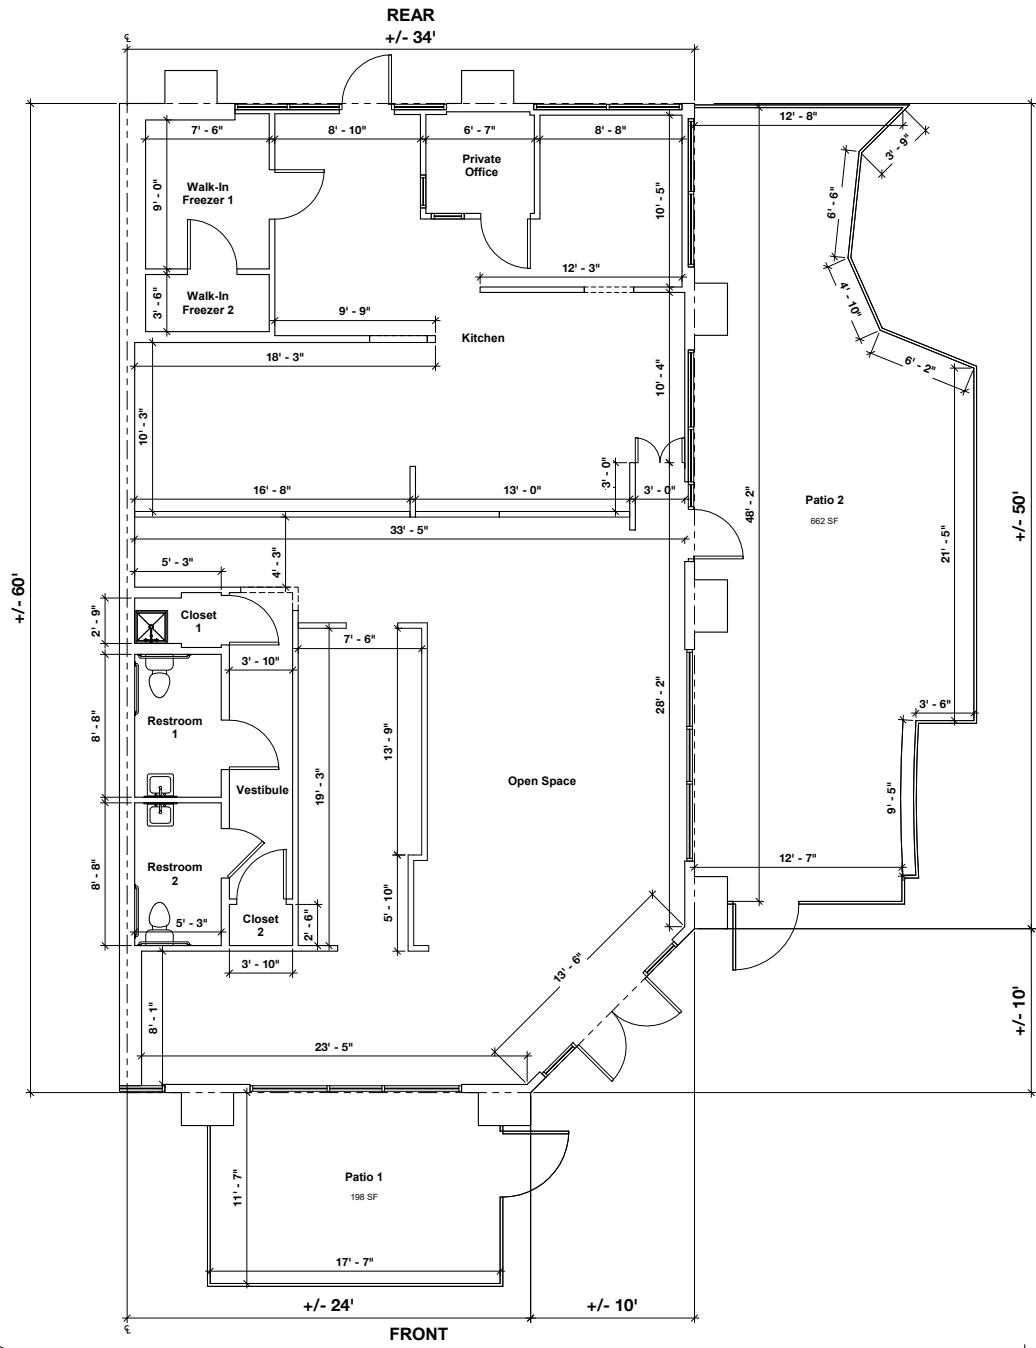 REAR
+/- 34'
℄
12' - 8"
7' - 6"
8' - 10"
6' - 7"
8' - 8"
3' - 9"
Private
Office
Walk-In
Freezer 1
9' - 0"
10' - 5"
6' - 6"
12' - 3"
Walk-In
Freezer 2
3' - 6"
4' - 10"
9' - 9"
Kitchen
18' - 3"
10' - 4"
6' - 2"
10' - 3"
3' - 0"
16' - 8"
13' - 0"
3' - 0"
48' - 2"
Patio 2
662 SF
+/- 50'
33' - 5"
21' - 5"
5' - 3"
4' - 3"
+/- 60'
2' - 9"
Closet
1
7' - 6"
3' - 10"
28' - 2"
3' - 6"
8' - 8"
Restroom
1
13' - 9"
19' - 3"
Open Space
Vestibule
9' - 5"
12' - 7"
8' - 8"
Restroom
2
5' - 10"
5' - 3"
Closet
2
2' - 6"
3' - 10"
13' - 6"
8' - 1"
+/- 10'
23' - 5"
Patio 1
198 SF
11' - 7"
17' - 7"
+/- 24'
+/- 10'
℄
FRONT